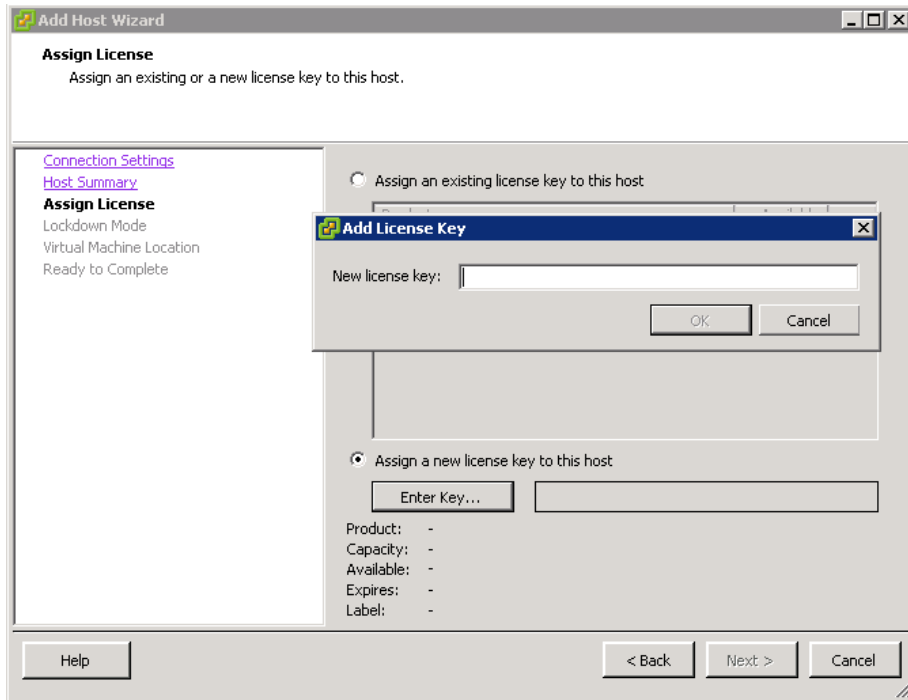 Add Host Wizard
Assign License
Assign an existing or a new license key to this host.
Connection Settings
Host Summary
Assign License
Lockdown Mode
Virtual Machine Location
Ready to Complete
Assign an existing license key to this host
Add License Key
New license key:
OK
Cancel
Assign a new license key to this host
Enter Key...
Product: -
Capacity: -
Available: -
Expires: -
Label: -
Help
< Back
Next >
Cancel